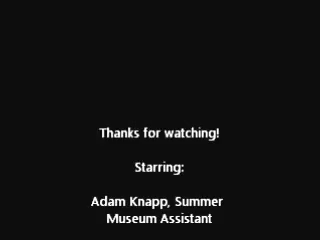 Thanks for watching!
Starring:
Adam Knapp, Summer
Museum Assistant